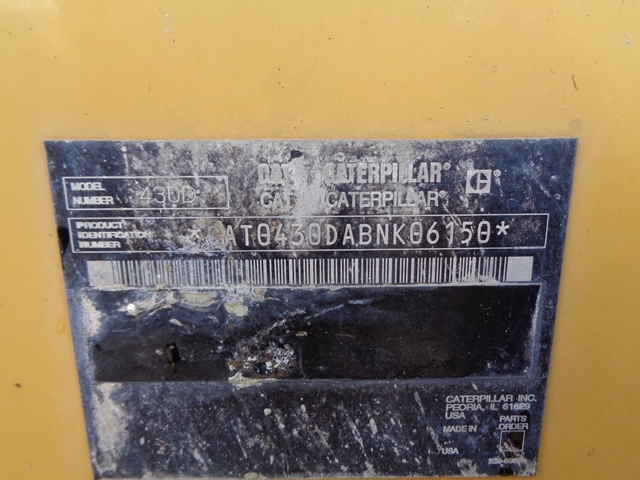 CATERPILLAR®
CATERPILLAR®
MODEL
NUMBER
430D
PRODUCT
IDENTIFICATION
NUMBER
*CAT0430DABNK06150*
CATERPILLAR INC.
PEORIA, IL 61629
USA
MADE IN
USA
PARTS
ORDER